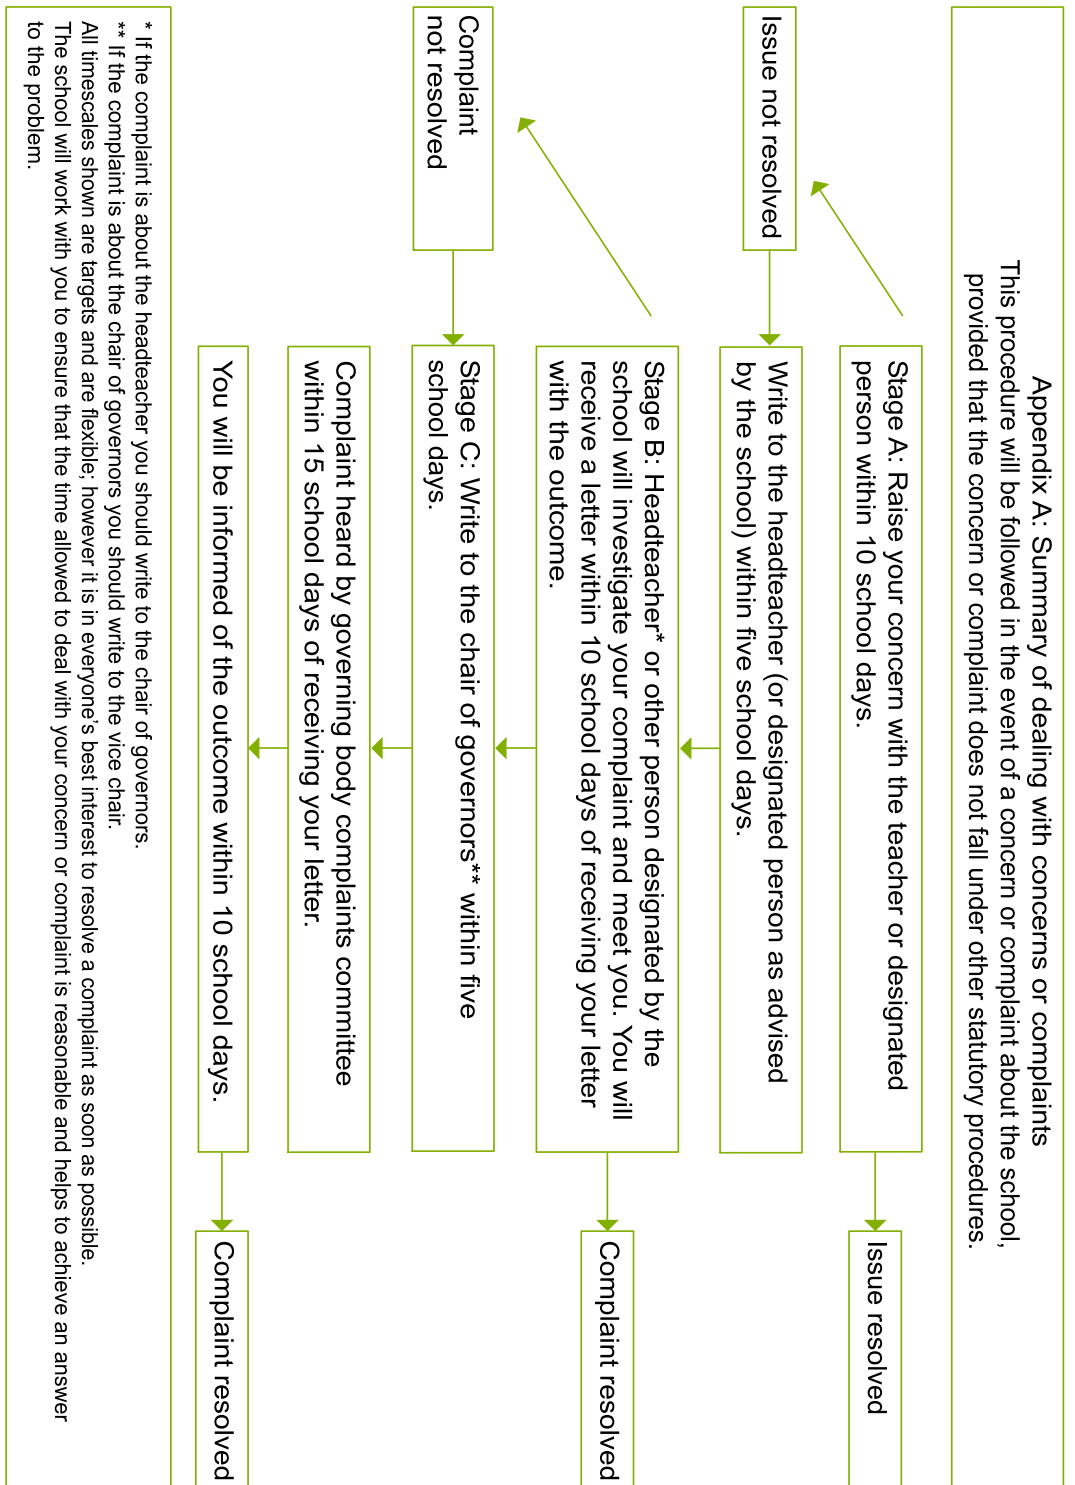 Appendix A: Summary of dealing with concerns or complaints
This procedure will be followed in the event of a concern or complaint about the school,
provided that the concern or complaint does not fall under other statutory procedures.
Stage A: Raise your concern with the teacher or designated
person within 10 school days.
Issue resolved
Issue not resolved
Write to the headteacher (or designated person as advised
by the school) within five school days.
Stage B: Headteacher* or other person designated by the
school will investigate your complaint and meet you. You will
receive a letter within 10 school days of receiving your letter
with the outcome.
Complaint resolved
Complaint
not resolved
Stage C: Write to the chair of governors** within five
school days.
Complaint heard by governing body complaints committee
within 15 school days of receiving your letter.
You will be informed of the outcome within 10 school days.
Complaint resolved
* If the complaint is about the headteacher you should write to the chair of governors.
** If the complaint is about the chair of governors you should write to the vice chair.
All timescales shown are targets and are flexible; however it is in everyone’s best interest to resolve a complaint as soon as possible.
The school will work with you to ensure that the time allowed to deal with your concern or complaint is reasonable and helps to achieve an answer
to the problem.